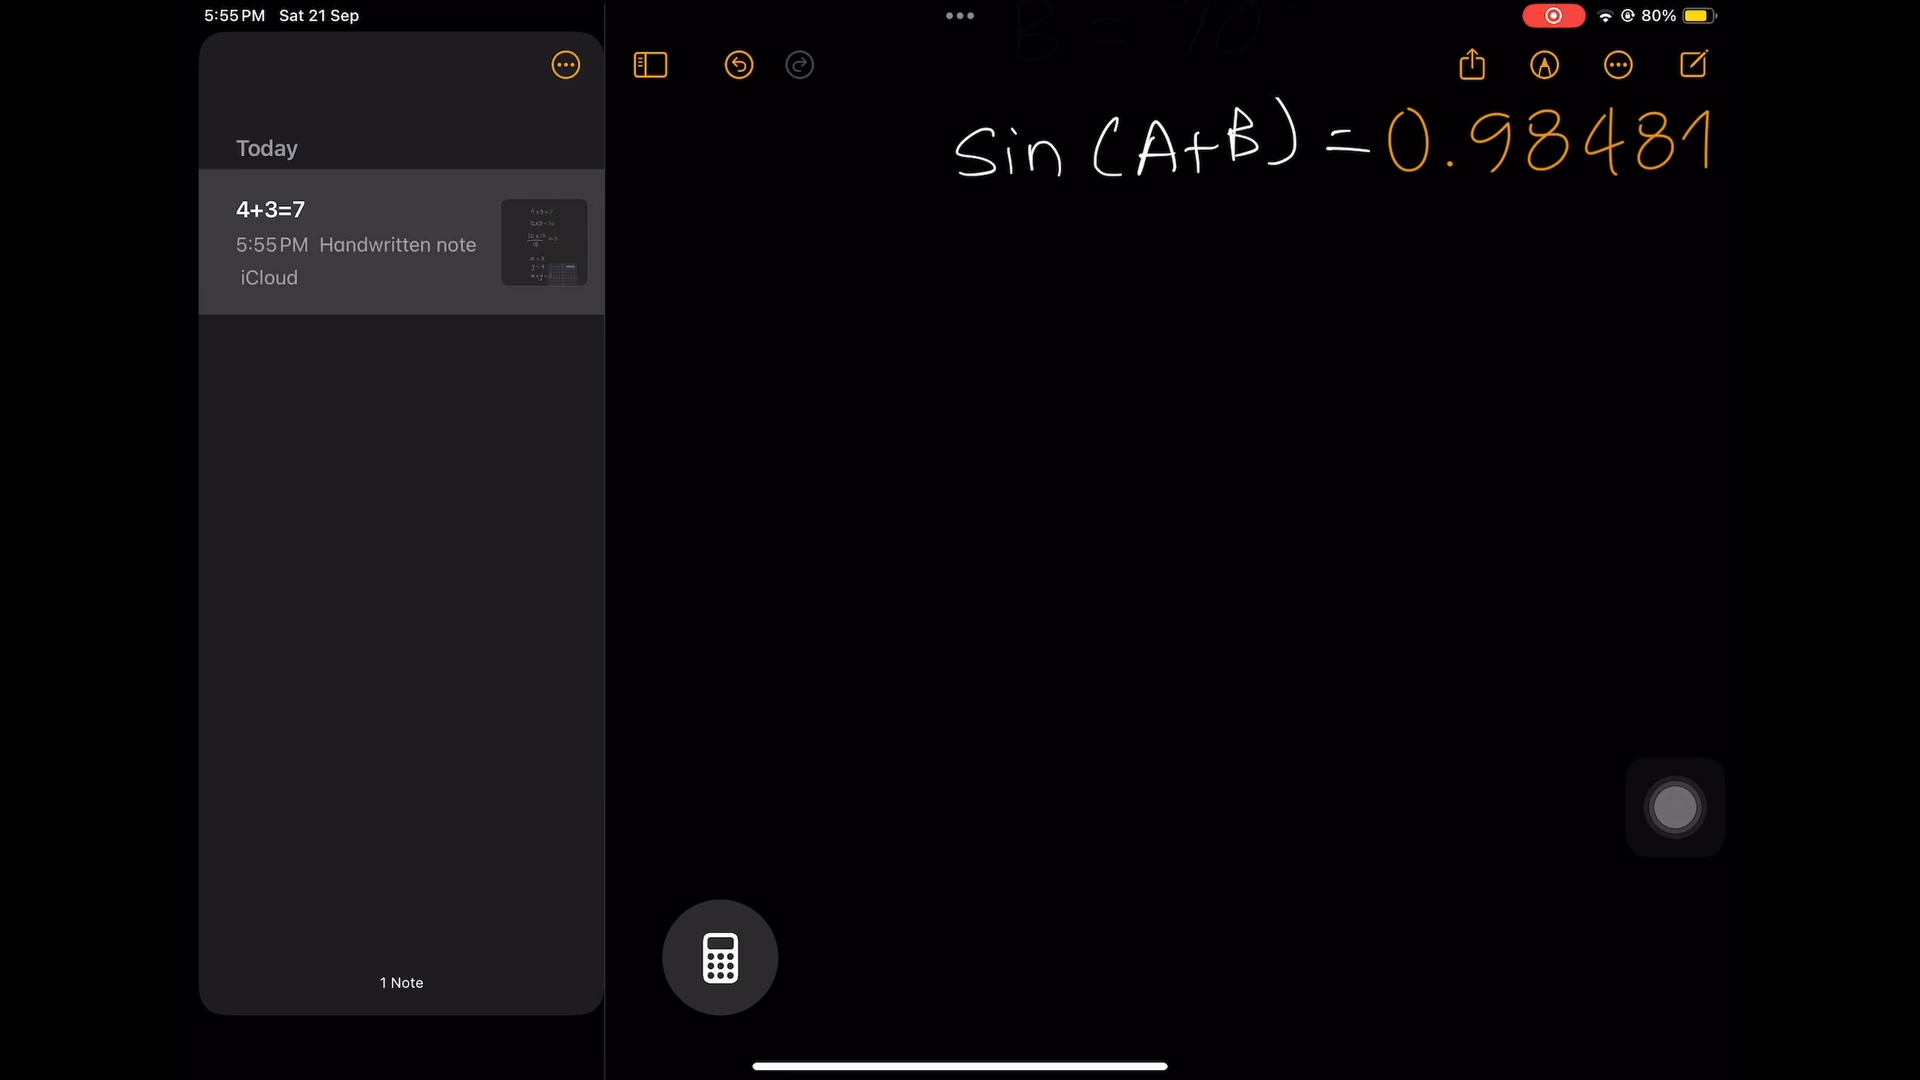 5:55 PM Sat 21 Sep
80%
B = 70
sin (A+B) = 0.98481
Today
4+3=7
5:55 PM Handwritten note
iCloud
1 Note